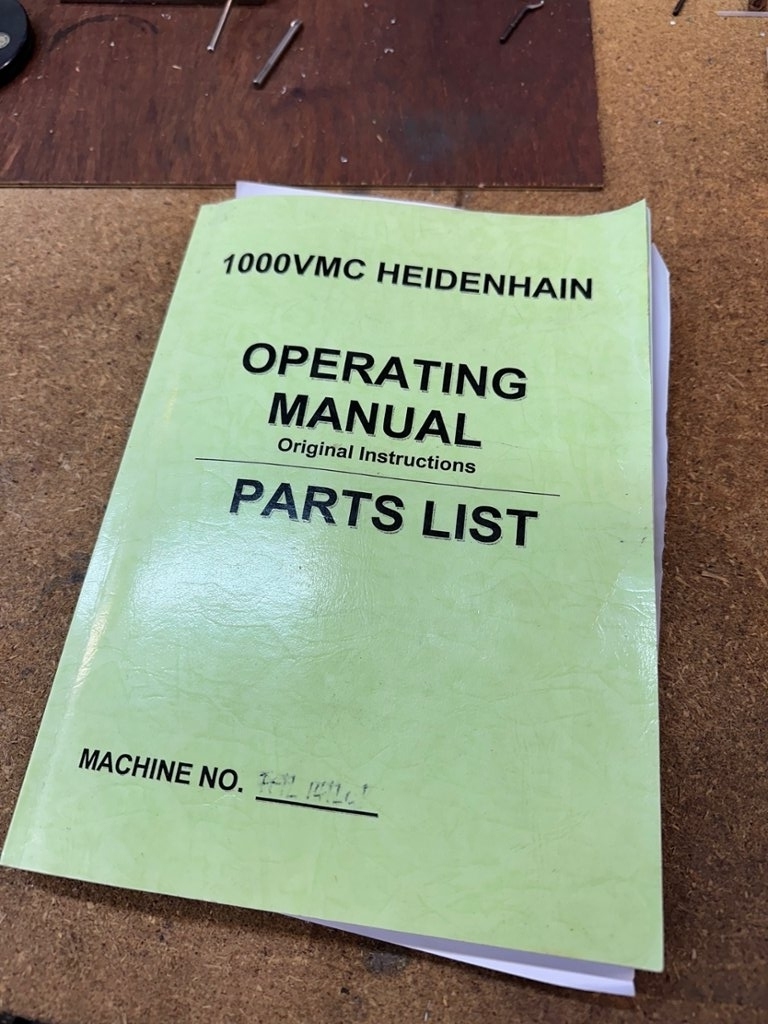 1000VMC HEIDENHAIN
OPERATING
MANUAL
Original Instructions
PARTS LIST
MACHINE NO.